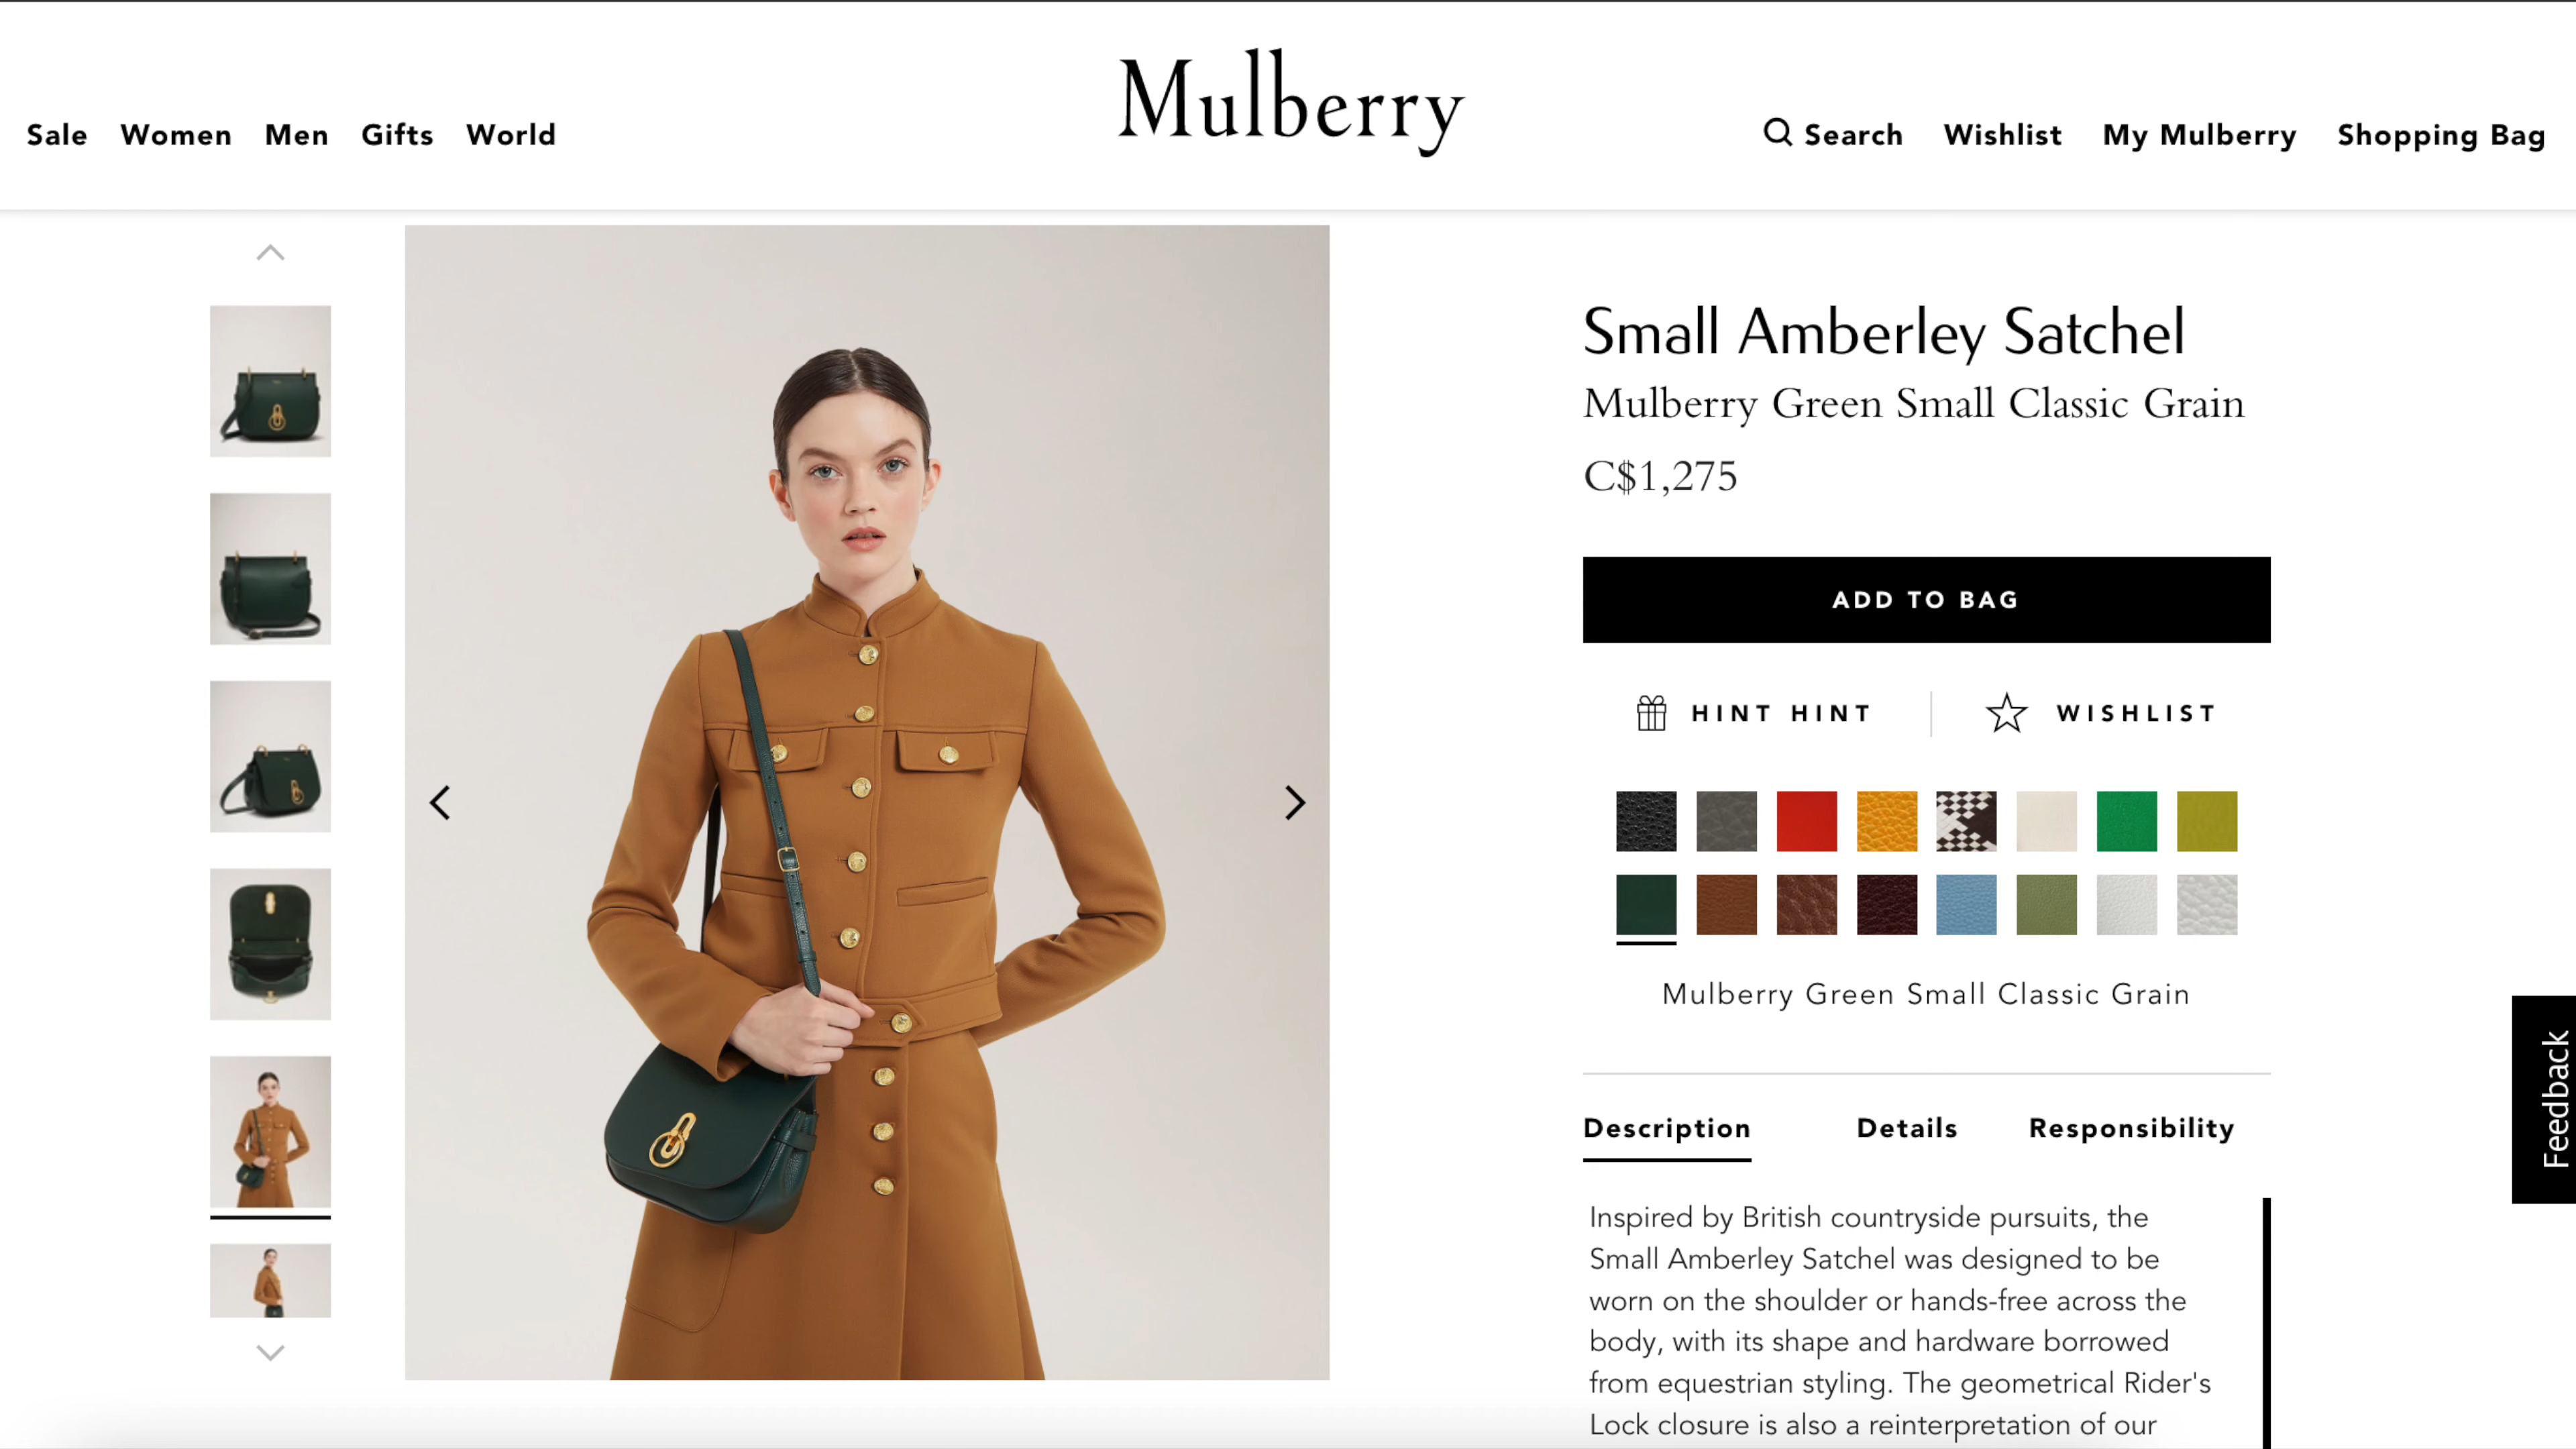 Mulberry
Sale Women Men Gifts World
Search Wishlist My Mulberry Shopping Bag
Small Amberley Satchel
Mulberry Green Small Classic Grain
C$1,275
ADD TO BAG
HINT HINT WISHLIST
Mulberry Green Small Classic Grain
Description Details Responsibility
Inspired by British countryside pursuits, the
Small Amberley Satchel was designed to be
worn on the shoulder or hands-free across the
body, with its shape and hardware borrowed
from equestrian styling. The geometrical Rider's
Lock closure is also a reinterpretation of our
Feedback